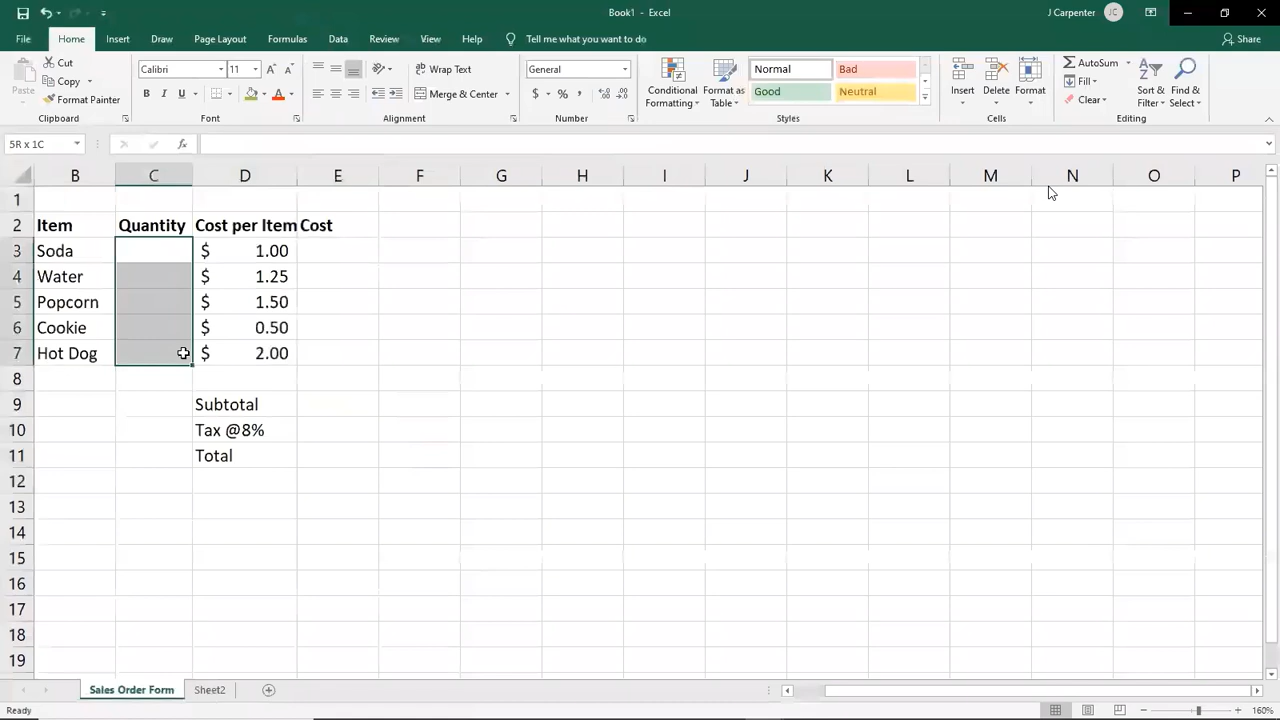 Book1 - Excel
J Carpenter JC
File Home Insert Draw Page Layout Formulas Data Review View Help Tell me what you want to do Share
Paste Cut Copy Format Painter
Calibri 11 A A
B I U A
Wrap Text
Merge & Center
General
$ % ,
Conditional Formatting
Format as Table
Normal Bad
Good Neutral
Insert Delete Format
AutoSum
Fill
Clear
Sort & Filter
Find & Select
Clipboard Font Alignment Number Styles Cells Editing
5R x 1C fx
B C D E F G H I J K L M N O P
1
2 Item Quantity Cost per Item Cost
3 Soda $ 1.00
4 Water $ 1.25
5 Popcorn $ 1.50
6 Cookie $ 0.50
7 Hot Dog $ 2.00
8
9 Subtotal
10 Tax @8%
11 Total
12
13
14
15
16
17
18
19
Sales Order Form Sheet2
Ready 160%